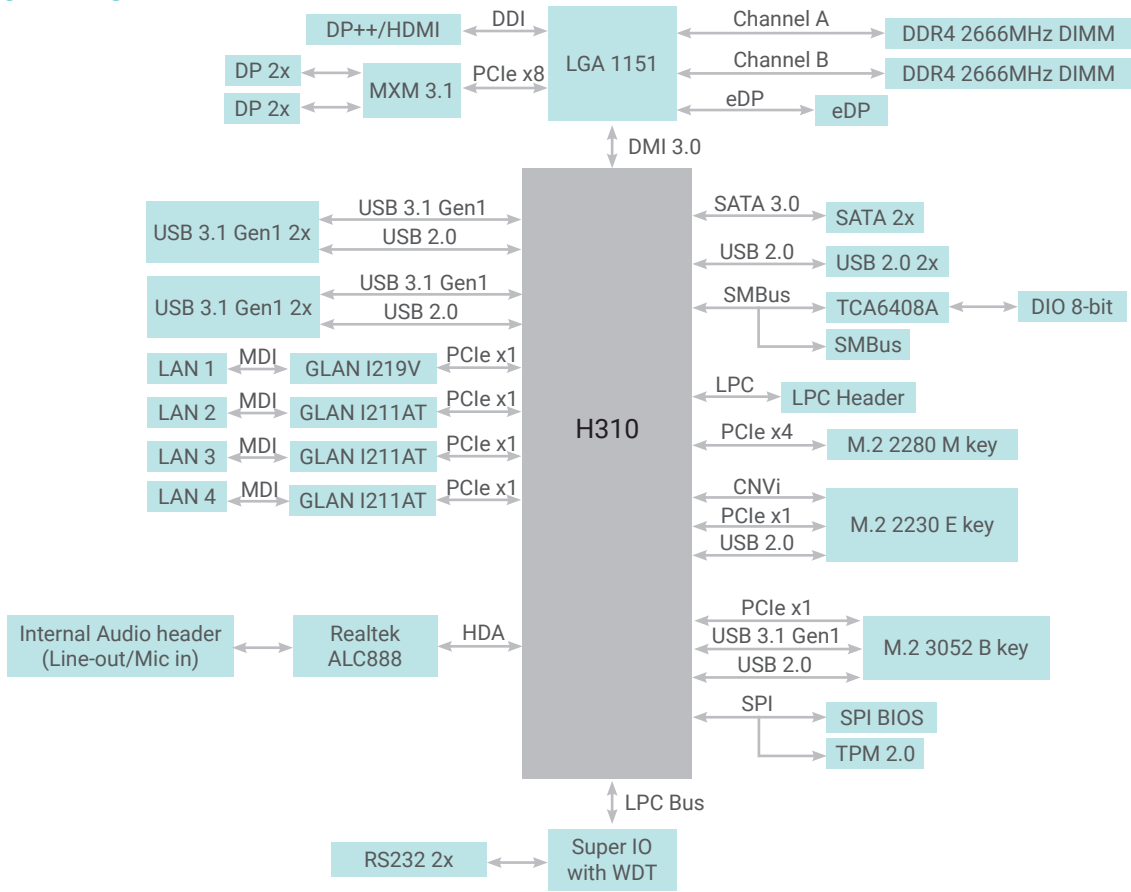 DP++/HDMI
DDI
LGA 1151
Channel A
DDR4 2666MHz DIMM
DP 2x
MXM 3.1
PCIe x8
Channel B
DDR4 2666MHz DIMM
DP 2x
eDP
eDP
DMI 3.0
USB 3.1 Gen1 2x
USB 3.1 Gen1
USB 2.0
USB 3.1 Gen1 2x
USB 3.1 Gen1
USB 2.0
LAN 1
MDI
GLAN I219V
PCIe x1
LAN 2
MDI
GLAN I211AT
PCIe x1
LAN 3
MDI
GLAN I211AT
PCIe x1
LAN 4
MDI
GLAN I211AT
PCIe x1
Internal Audio header
(Line-out/Mic in)
Realtek
ALC888
HDA
H310
SATA 3.0
SATA 2x
USB 2.0
USB 2.0 2x
SMBus
TCA6408A
DIO 8-bit
SMBus
LPC
LPC Header
PCIe x4
M.2 2280 M key
CNVi
PCIe x1
USB 2.0
M.2 2230 E key
PCIe x1
USB 3.1 Gen1
USB 2.0
M.2 3052 B key
SPI
SPI BIOS
TPM 2.0
LPC Bus
RS232 2x
Super IO
with WDT